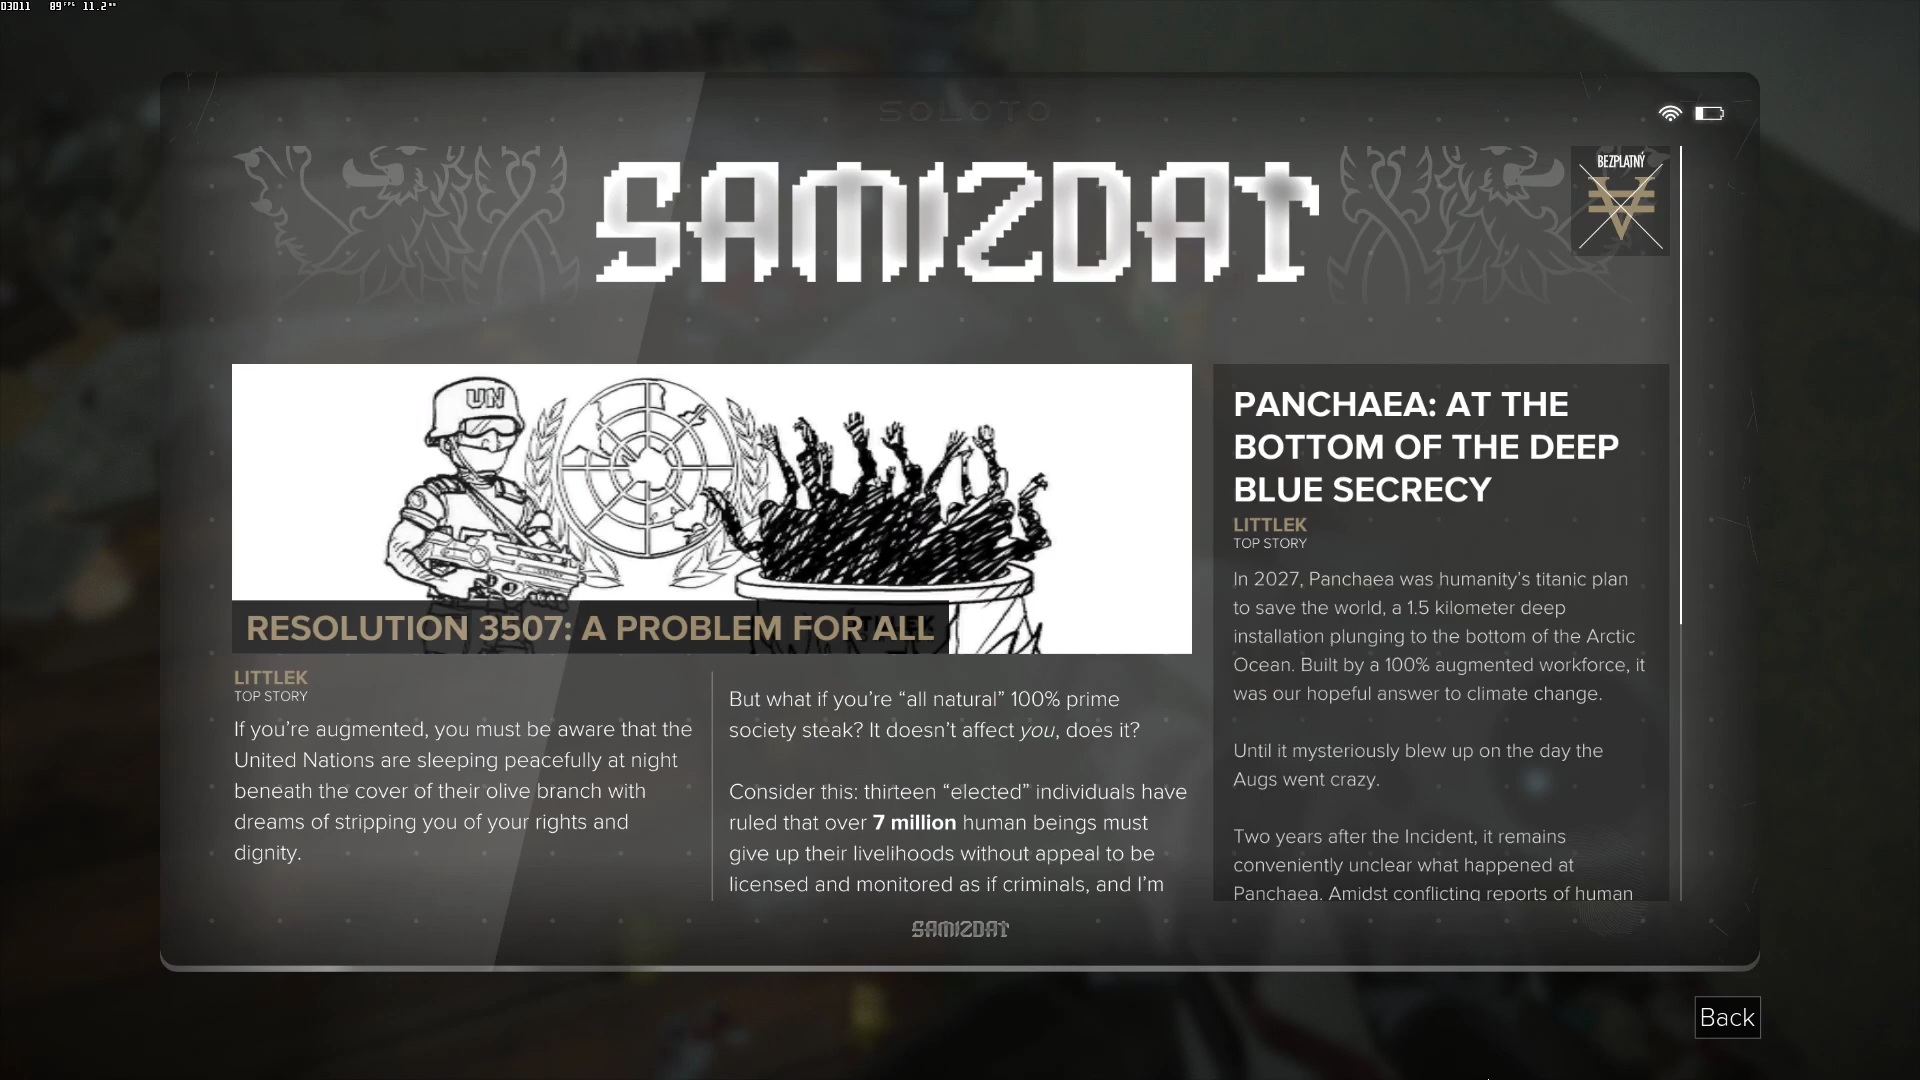 03011 89 FPS 11.2 ms
SOLOTO
BEZPLATNÝ
SAMIZDAT
UN
RESOLUTION 3507: A PROBLEM FOR ALL
LITTLEK
TOP STORY
If you're augmented, you must be aware that the
United Nations are sleeping peacefully at night
beneath the cover of their olive branch with
dreams of stripping you of your rights and
dignity.
But what if you're “all natural” 100% prime
society steak? It doesn't affect you, does it?
Consider this: thirteen “elected” individuals have
ruled that over 7 million human beings must
give up their livelihoods without appeal to be
licensed and monitored as if criminals, and I'm
PANCHAEA: AT THE
BOTTOM OF THE DEEP
BLUE SECRECY
LITTLEK
TOP STORY
In 2027, Panchaea was humanity's titanic plan
to save the world, a 1.5 kilometer deep
installation plunging to the bottom of the Arctic
Ocean. Built by a 100% augmented workforce, it
was our hopeful answer to climate change.
Until it mysteriously blew up on the day the
Augs went crazy.
Two years after the Incident, it remains
conveniently unclear what happened at
Panchaea. Amidst conflicting reports of human
SAMIZDAT
Back